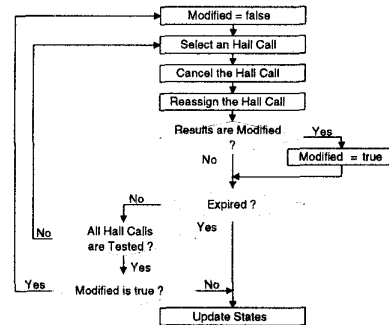 Modified = false
Select an Hall Call
Cancel the Hall Call
Reassign the Hall Call
Results are Modified
?
Yes
No
Modified = true
No
Expired ?
Yes
All Hall Calls
are Tested ?
No
Yes
Yes
Modified is true ?
No
Update States